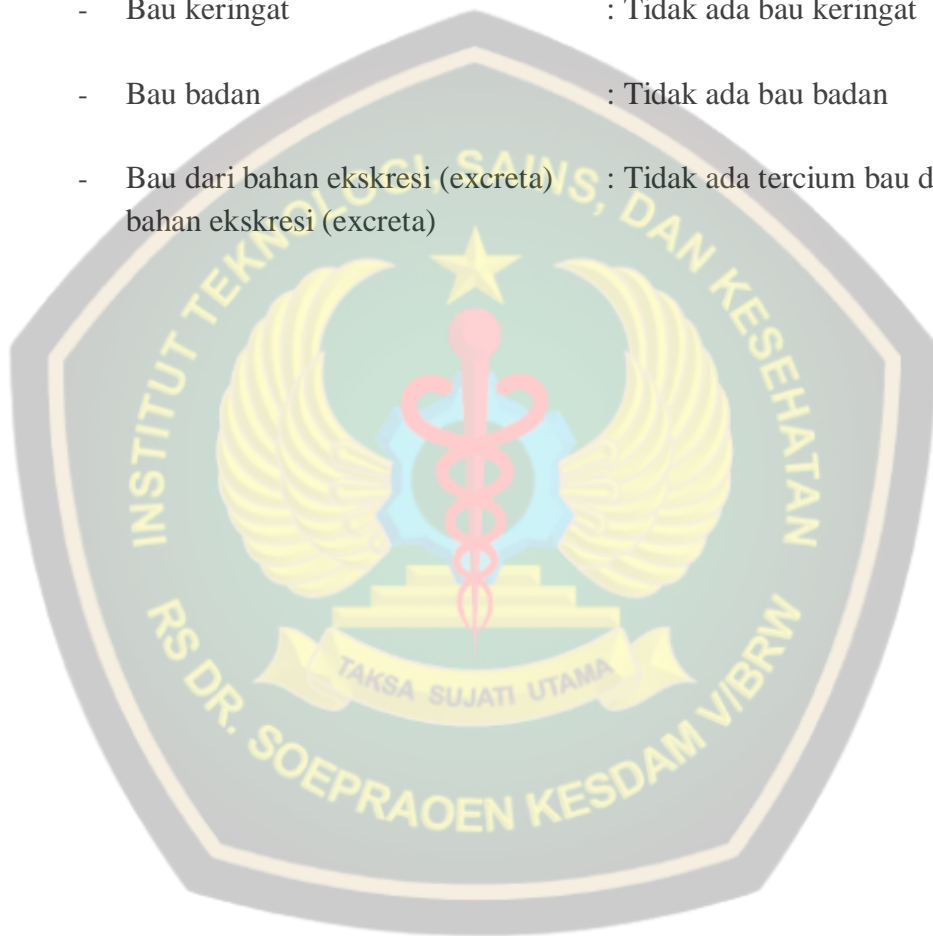 - Bau keringat : Tidak ada bau keringat
- Bau badan : Tidak ada bau badan
- Bau dari bahan ekskresi (excreta) : Tidak ada tercium bau d
bahan ekskresi (excreta)
INSTITUT TEKNOLOGI, SAINS, DAN KESEHATAN
TAKSA SUJATI UTAMA
RS DR. SOEPRAOEN KESDAM V/BRW